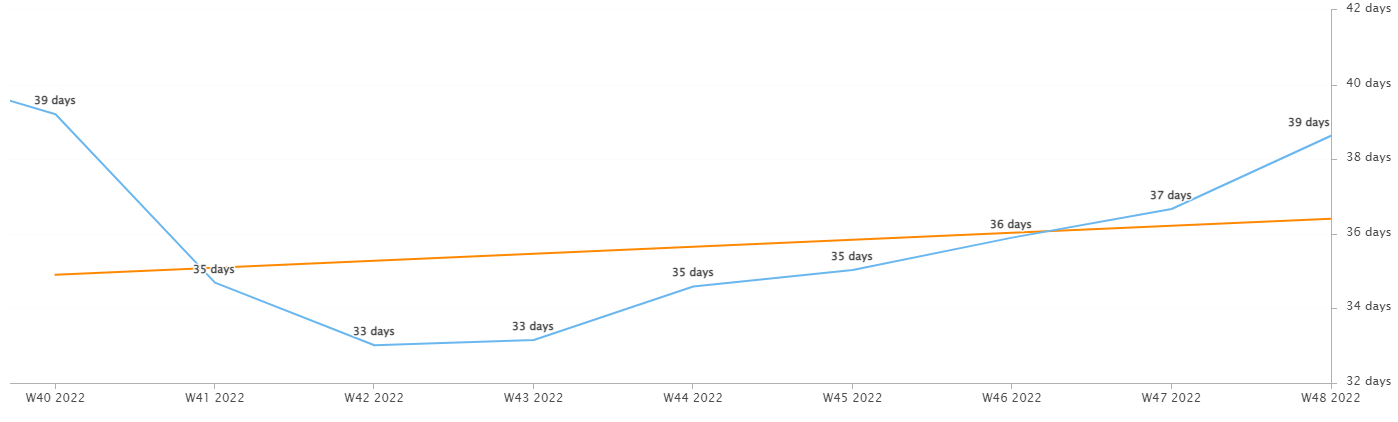 42 days
40 days
38 days
36 days
34 days
32 days
39 days
35 days
33 days
33 days
35 days
35 days
36 days
37 days
39 days
W40 2022
W41 2022
W42 2022
W43 2022
W44 2022
W45 2022
W46 2022
W47 2022
W48 2022